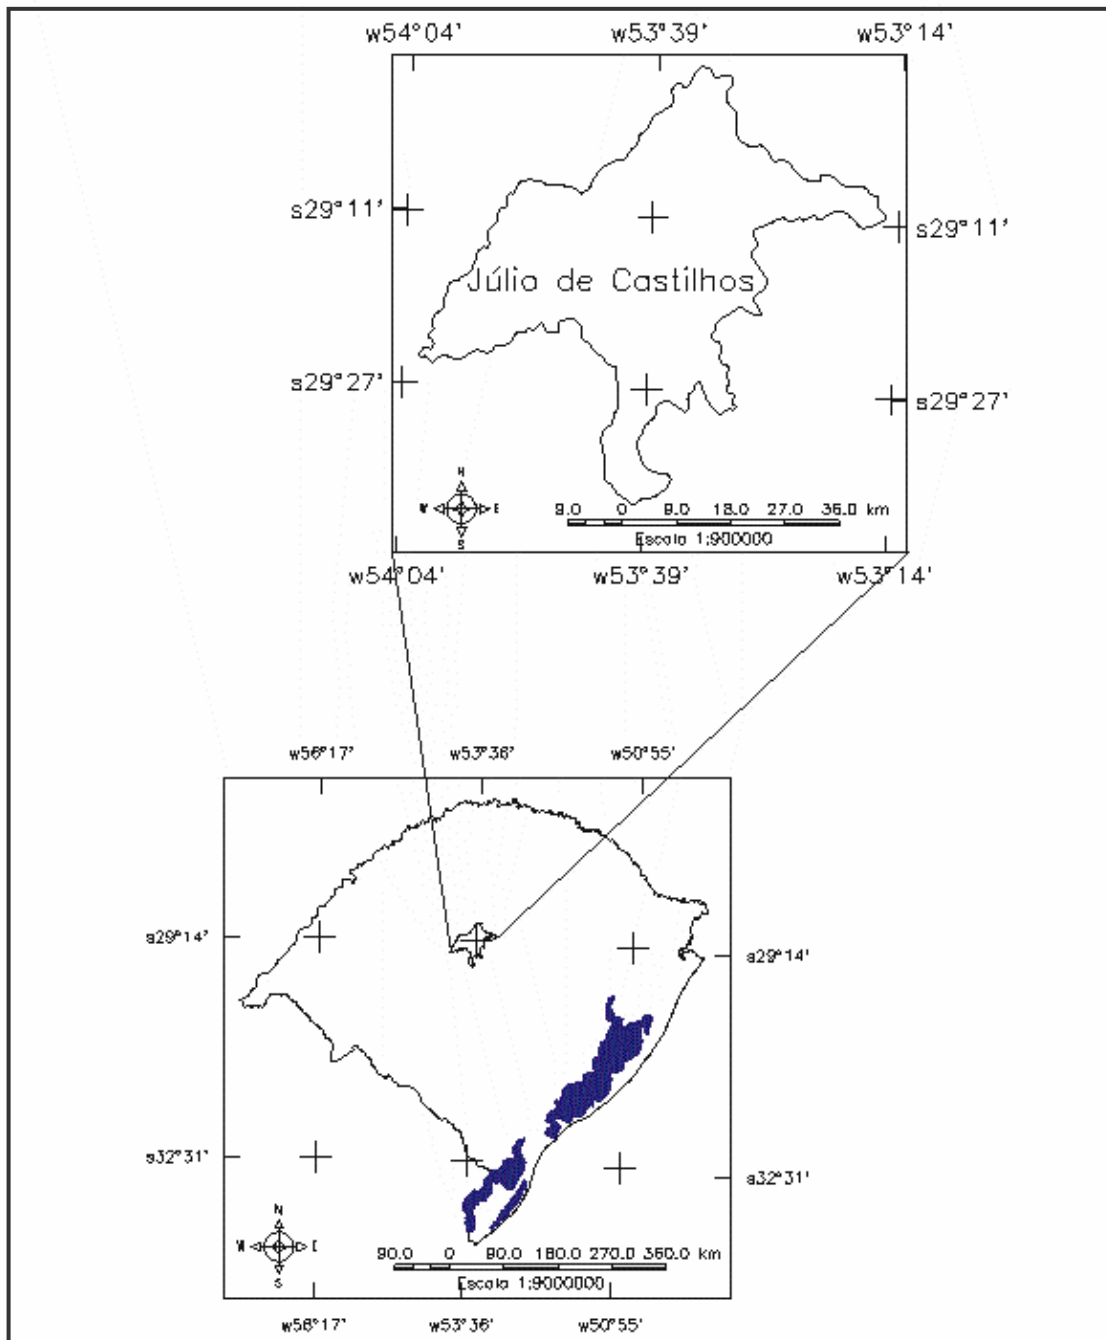 w54°04' w53°39' w53°14'
s29°11'
s29°11'
Júlio de Castilhos
s29°27'
s29°27'
N
W E
S
9.0 0 9.0 18.0 27.0 36.0 km
Escala 1:900000
w54°04' w53°39' w53°14'
w56°17' w53°36' w50°55'
s29°14'
s29°14'
s32°31'
s32°31'
N
W E
S
90.0 0 90.0 180.0 270.0 360.0 km
Escala 1:9000000
w56°17' w53°36' w50°55'